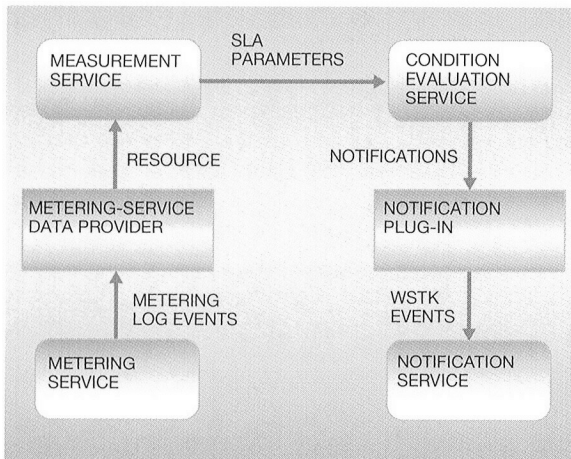 MEASUREMENT
SERVICE
SLA
PARAMETERS
CONDITION
EVALUATION
SERVICE
RESOURCE
NOTIFICATIONS
METERING-SERVICE
DATA PROVIDER
NOTIFICATION
PLUG-IN
METERING
LOG EVENTS
WSTK
EVENTS
METERING
SERVICE
NOTIFICATION
SERVICE